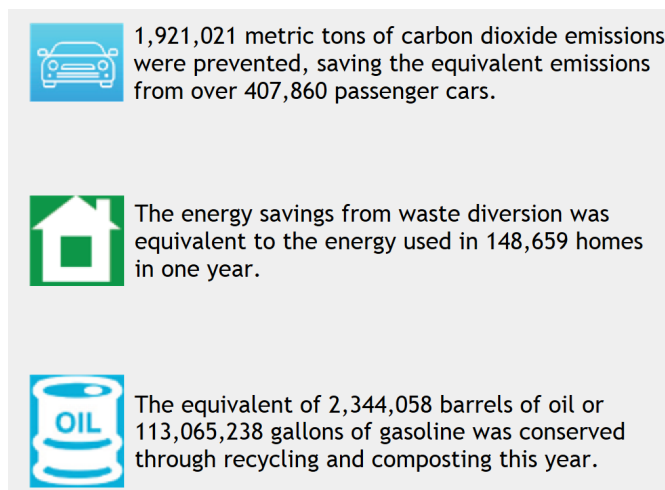 1,921,021 metric tons of carbon dioxide emissions
were prevented, saving the equivalent emissions
from over 407,860 passenger cars.
The energy savings from waste diversion was
equivalent to the energy used in 148,659 homes
in one year.
OIL
The equivalent of 2,344,058 barrels of oil or
113,065,238 gallons of gasoline was conserved
through recycling and composting this year.